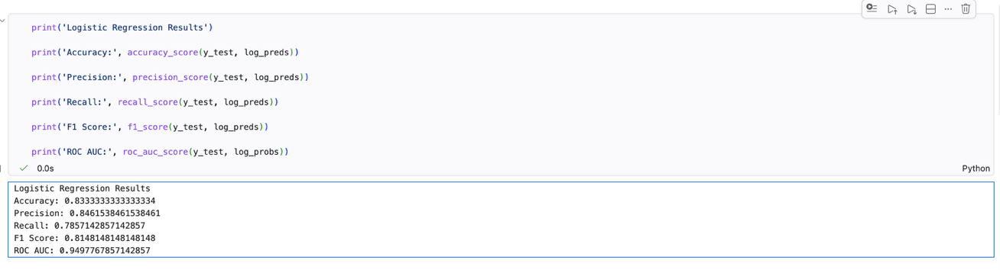 print('Logistic Regression Results')
print('Accuracy:', accuracy_score(y_test, log_preds))
print('Precision:', precision_score(y_test, log_preds))
print('Recall:', recall_score(y_test, log_preds))
print('F1 Score:', f1_score(y_test, log_preds))
print('ROC AUC:', roc_auc_score(y_test, log_probs))
0.0s
Python
Logistic Regression Results
Accuracy: 0.8333333333333334
Precision: 0.8461538461538461
Recall: 0.7857142857142857
F1 Score: 0.8148148148148148
ROC AUC: 0.9497767857142857